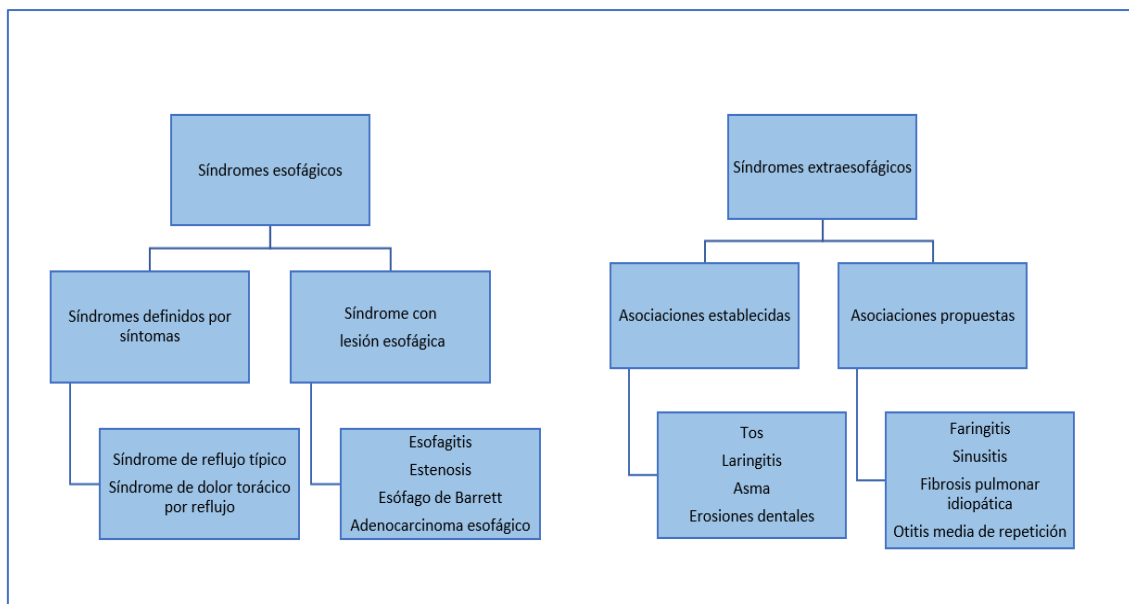 Síndromes esofágicos
Síndromes definidos por
síntomas
Síndrome con
lesión esofágica
Síndrome de reflujo típico
Síndrome de dolor torácico
por reflujo
Esofagitis
Estenosis
Esófago de Barrett
Adenocarcinoma esofágico
Síndromes extraesofágicos
Asociaciones establecidas
Asociaciones propuestas
Tos
Laringitis
Asma
Erosiones dentales
Faringitis
Sinusitis
Fibrosis pulmonar
idiopática
Otitis media de repetición